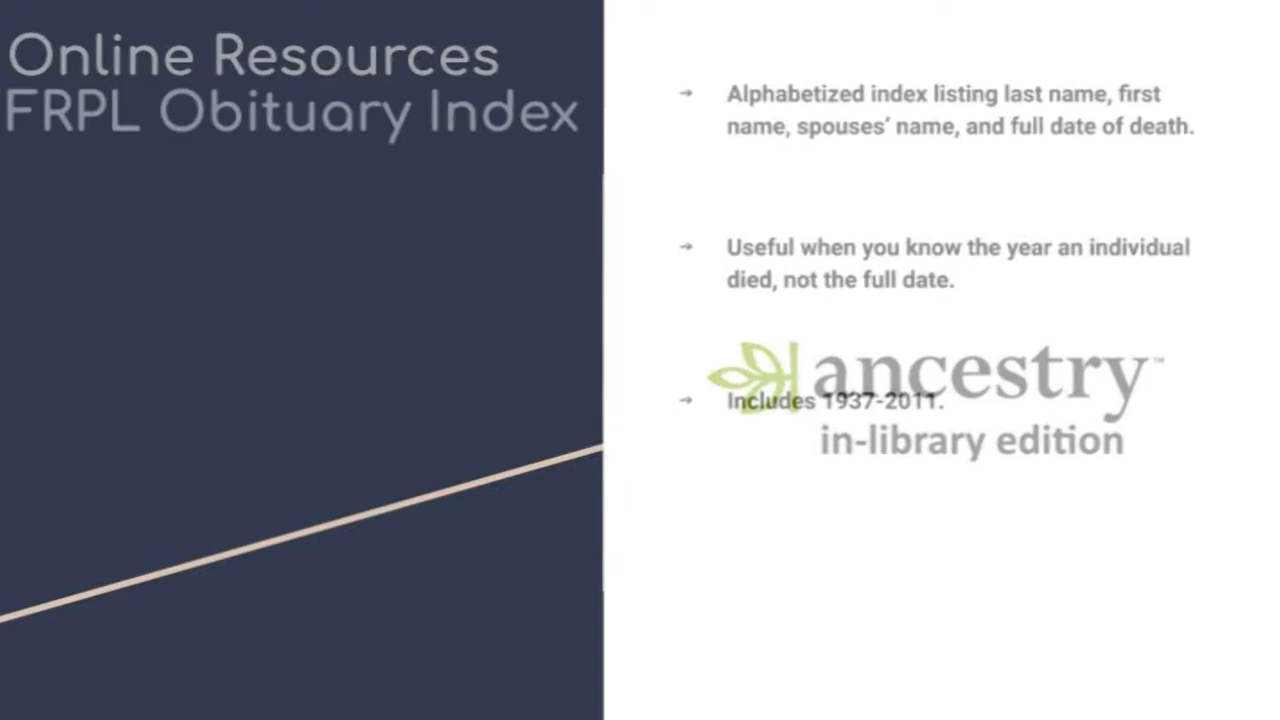 Online Resources
FRPL Obituary Index
→ Alphabetized index listing last name, first
name, spouses’ name, and full date of death.
→ Useful when you know the year an individual
died, not the full date.
ancestry™
→ Includes 1937-2011.
in-library edition